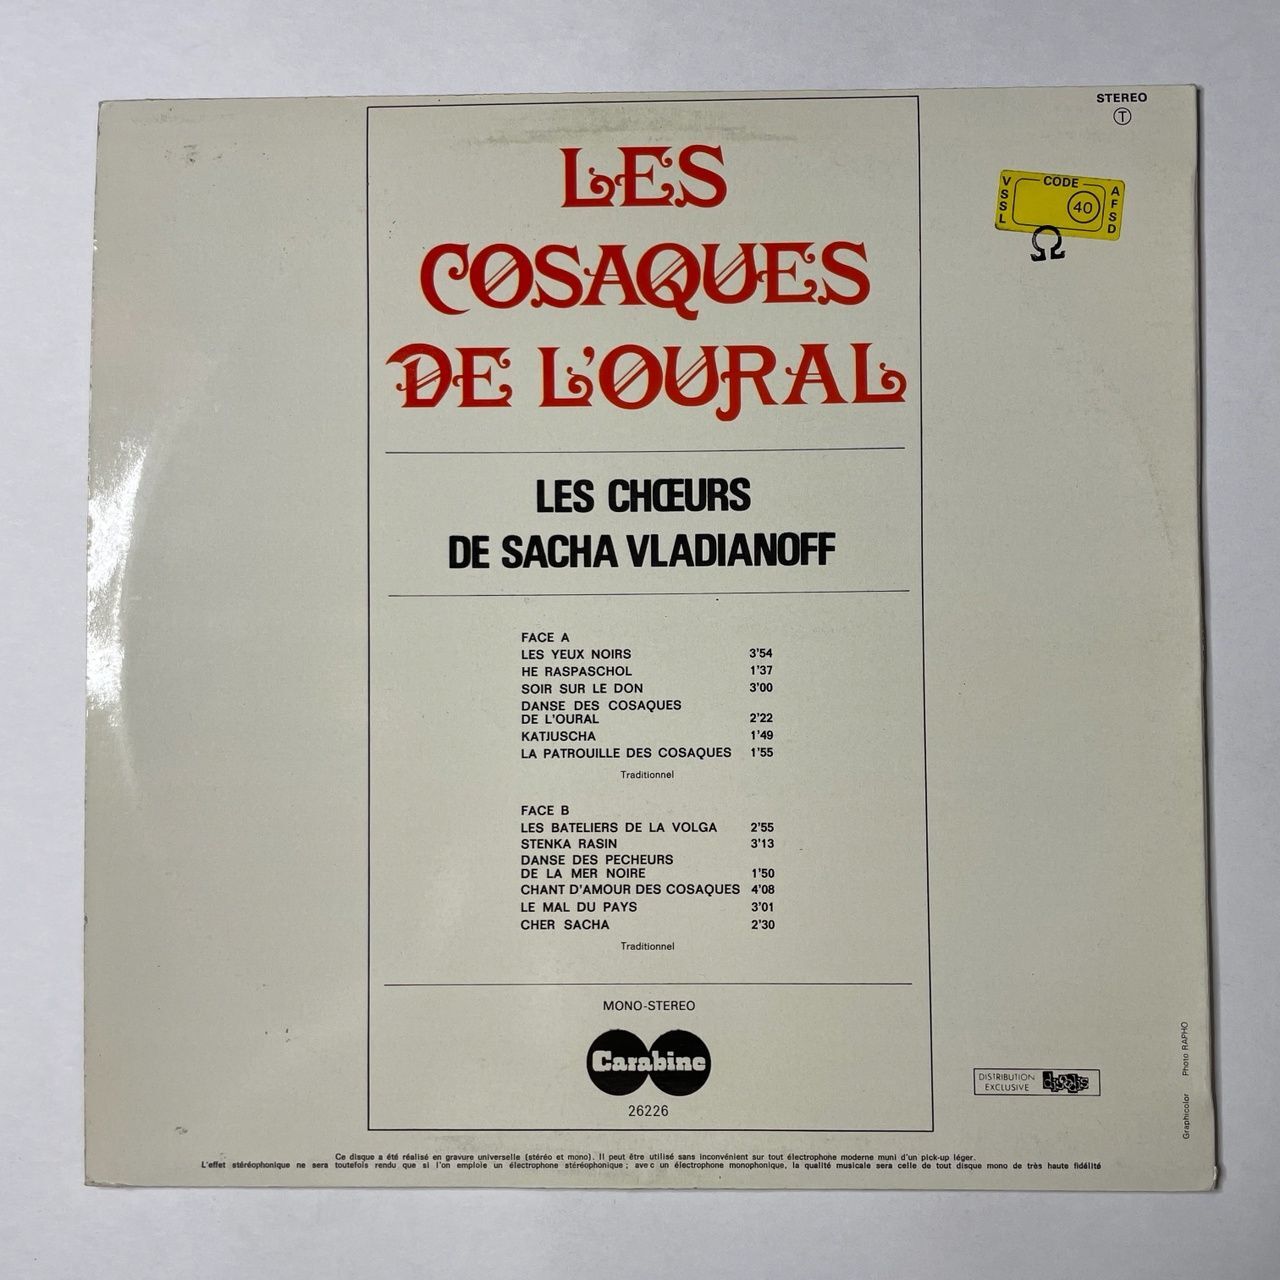 STEREO
T
VSSL
CODE
40
AFSD
Ω
LES
COSAQUES
DE L'OURAL
LES CHŒURS
DE SACHA VLADIANOFF
FACE A
LES YEUX NOIRS 3'54
HE RASPASCHOL 1'37
SOIR SUR LE DON 3'00
DANSE DES COSAQUES
DE L'OURAL 2'22
KATJUSCHA 1'49
LA PATROUILLE DES COSAQUES 1'55
Traditionnel
FACE B
LES BATELIERS DE LA VOLGA 2'55
STENKA RASIN 3'13
DANSE DES PECHEURS
DE LA MER NOIRE 1'50
CHANT D'AMOUR DES COSAQUES 4'08
LE MAL DU PAYS 3'01
CHER SACHA 2'30
Traditionnel
MONO-STEREO
Carabine
26226
DISTRIBUTION
EXCLUSIVE
Graphicolor Photo RAPHO
Ce disque a été réalisé en gravure universelle (stéréo et mono). Il peut être utilisé sans inconvénient sur tout électrophone moderne muni d'un pick-up léger.
L'effet stéréophonique ne sera toutefois rendu que si l'on emploie un électrophone stéréophonique ; avec un électrophone monophonique, la qualité musicale sera celle de tout disque mono de très haute fidélité